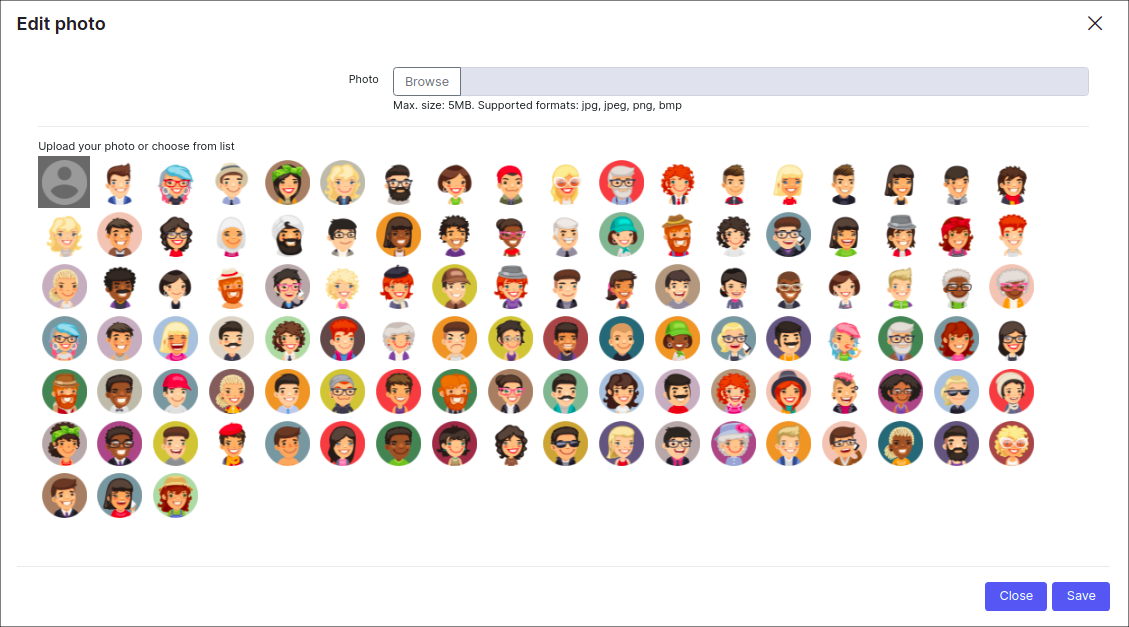 Edit photo
Photo
Browse
Max. size: 5MB. Supported formats: jpg, jpeg, png, bmp
Upload your photo or choose from list
Close
Save